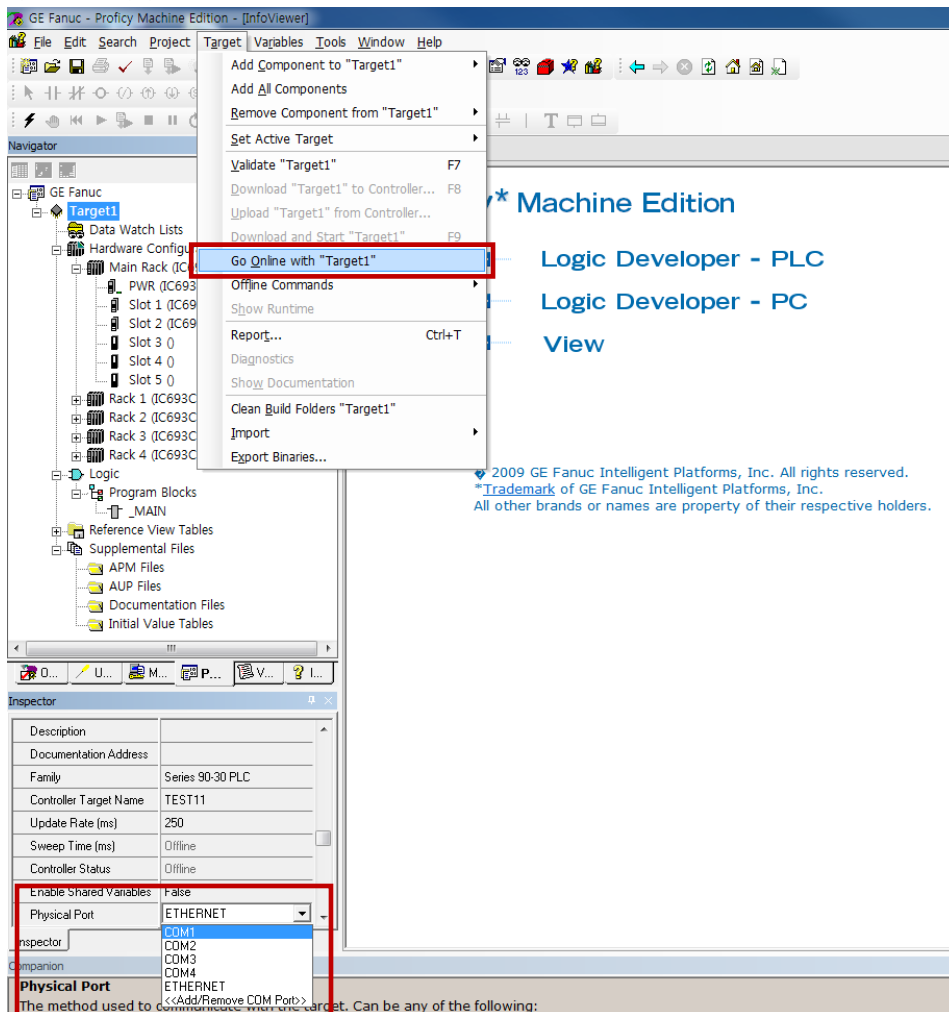 GE Fanuc - Proficy Machine Edition - [InfoViewer]
File Edit Search Project Target Variables Tools Window Help
Add Component to "Target1"
Add All Components
Remove Component from "Target1"
Set Active Target
Validate "Target1" F7
Download "Target1" to Controller... F8
Upload "Target1" from Controller...
Download and Start "Target1" F9
Go Online with "Target1"
Offline Commands
Show Runtime
Report... Ctrl+T
Diagnostics
Show Documentation
Clean Build Folders "Target1"
Import
Export Binaries...
Navigator
GE Fanuc
Target1
Data Watch Lists
Hardware Configu
Main Rack (IC6
PWR (IC693
Slot 1 (IC69
Slot 2 (IC69
Slot 3 ()
Slot 4 ()
Slot 5 ()
Rack 1 (IC693C
Rack 2 (IC693C
Rack 3 (IC693C
Rack 4 (IC693C
Logic
Program Blocks
_MAIN
Reference View Tables
Supplemental Files
APM Files
AUP Files
Documentation Files
Initial Value Tables
O... U... M... P... V... I...
y* Machine Edition
Logic Developer - PLC
Logic Developer - PC
View
� 2009 GE Fanuc Intelligent Platforms, Inc. All rights reserved.
*Trademark of GE Fanuc Intelligent Platforms, Inc.
All other brands or names are property of their respective holders.
Inspector
Description
Documentation Address
Family Series 90-30 PLC
Controller Target Name TEST11
Update Rate (ms) 250
Sweep Time (ms) Offline
Controller Status Offline
Enable Shared Variables False
Physical Port ETHERNET
COM1
COM2
COM3
COM4
ETHERNET
<<Add/Remove COM Port>>
Inspector
Companion
Physical Port
The method used to communicate with the target. Can be any of the following: